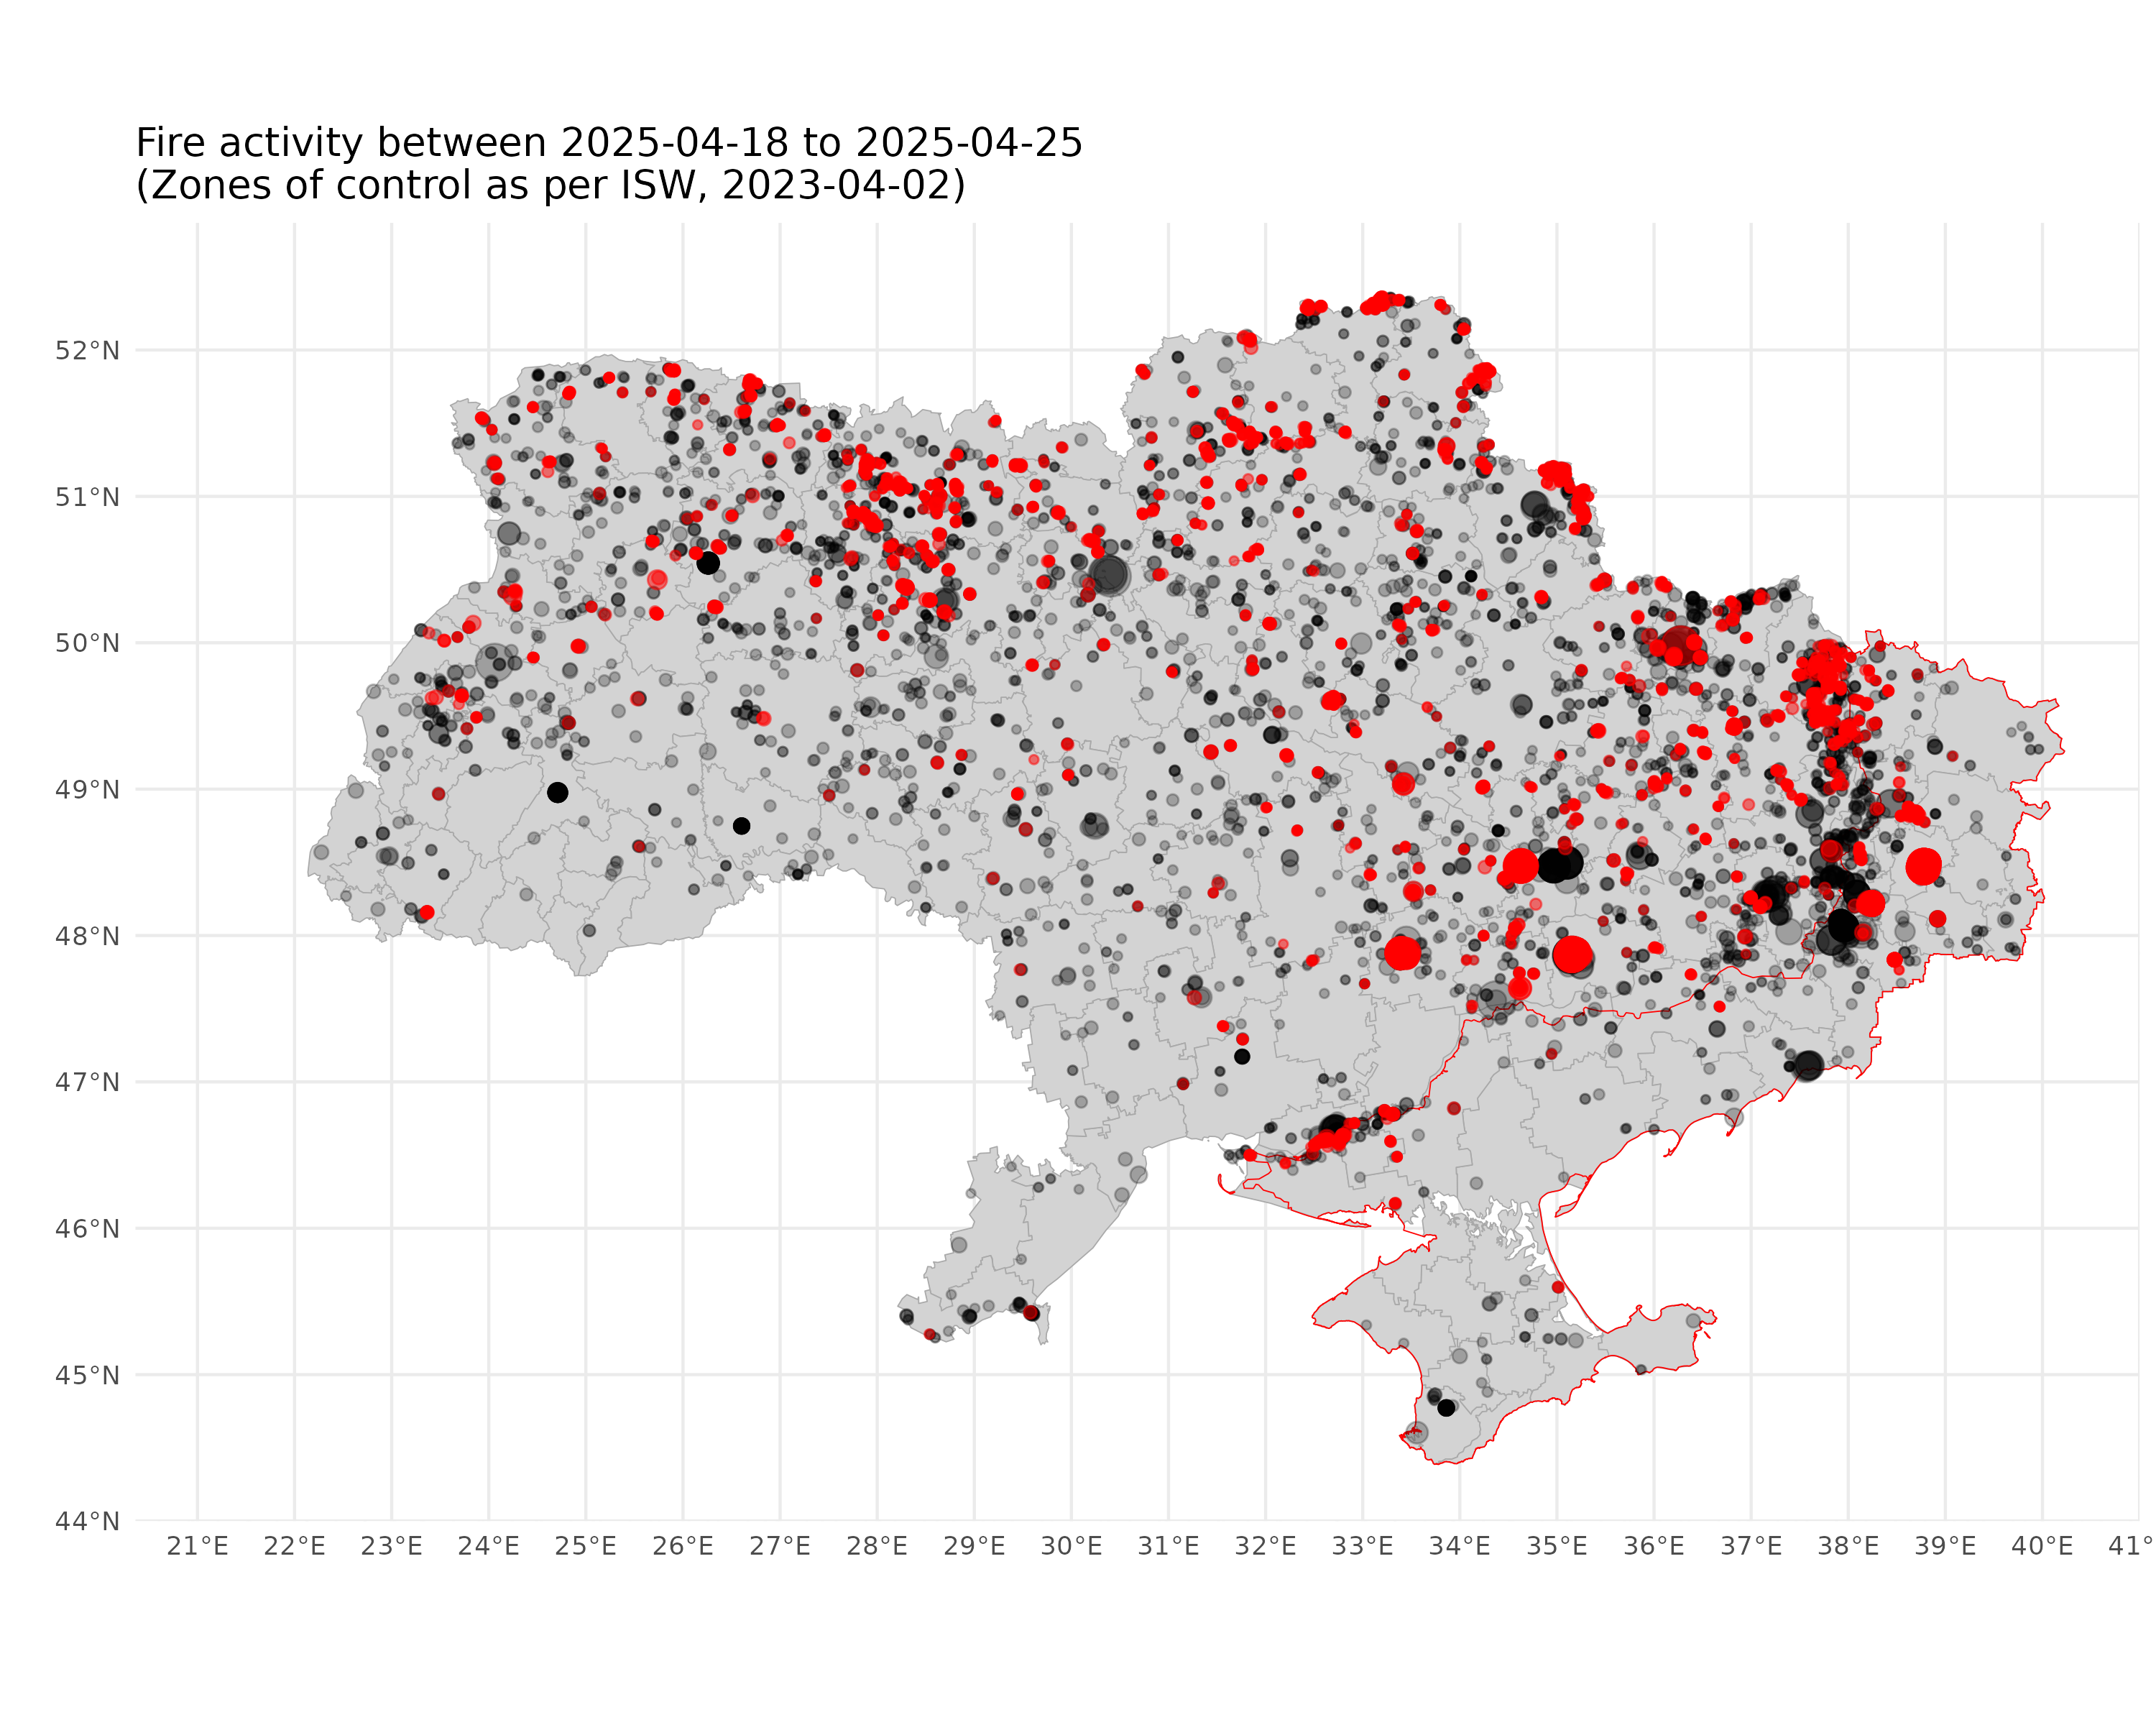 Fire activity between 2025-04-18 to 2025-04-25
(Zones of control as per ISW, 2023-04-02)
52°N
51°N
50°N
49°N
48°N
47°N
46°N
45°N
44°N
21°E 22°E 23°E 24°E 25°E 26°E 27°E 28°E 29°E 30°E 31°E 32°E 33°E 34°E 35°E 36°E 37°E 38°E 39°E 40°E 41°